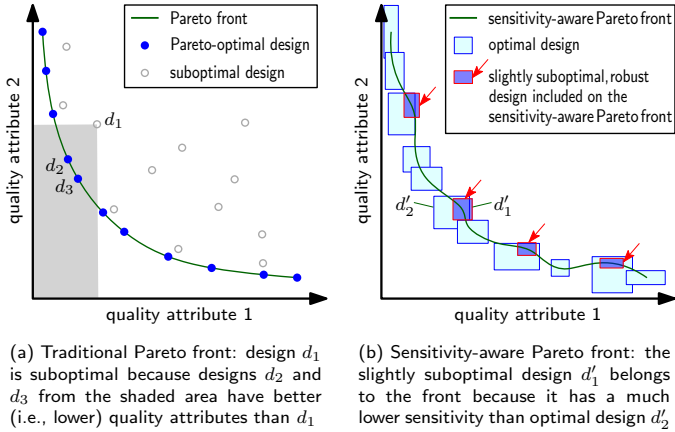 Pareto front
Pareto-optimal design
suboptimal design
quality attribute 2
d₁
d₂
d₃
quality attribute 1
(a) Traditional Pareto front: design d₁
is suboptimal because designs d₂ and
d₃ from the shaded area have better
(i.e., lower) quality attributes than d₁
sensitivity-aware Pareto front
optimal design
slightly suboptimal, robust
design included on the
sensitivity-aware Pareto front
quality attribute 2
d′₂
d′₁
quality attribute 1
(b) Sensitivity-aware Pareto front: the
slightly suboptimal design d′₁ belongs
to the front because it has a much
lower sensitivity than optimal design d′₂